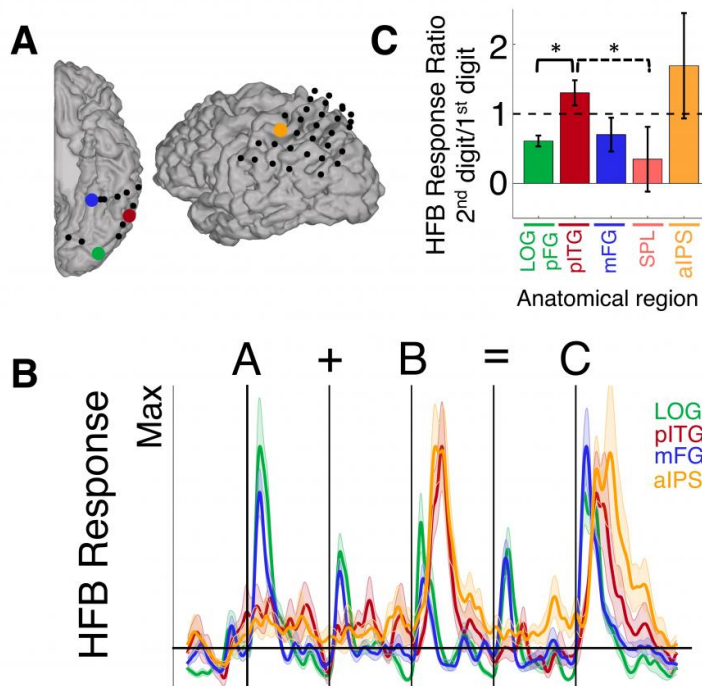 A
C
HFB Response Ratio
2nd digit/1st digit
2
1
0
*
*
LOG
pFG
pITG
mFG
SPL
aIPS
Anatomical region
B
A + B = C
HFB Response
Max
LOG
pITG
mFG
aIPS